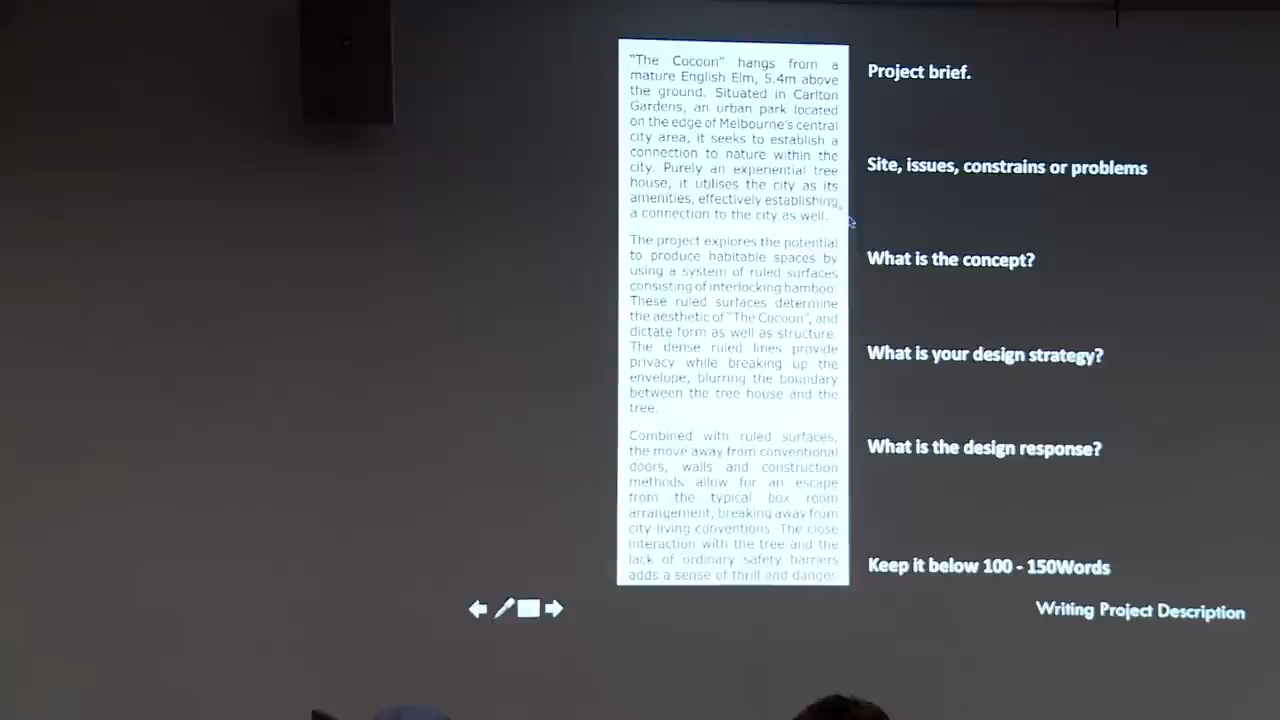 "The Cocoon" hangs from a
mature English Elm, 5.4m above
the ground. Situated in Carlton
Gardens, an urban park located
on the edge of Melbourne's central
city area, it seeks to establish a
connection to nature within the
city. Purely an experiential tree
house, it utilises the city as its
amenities, effectively establishing
a connection to the city as well.
The project explores the potential
to produce habitable spaces by
using a system of ruled surfaces
consisting of interlocking bamboo.
These ruled surfaces determine
the aesthetic of "The Cocoon", and
dictate form as well as structure.
The dense ruled lines provide
privacy while breaking up the
envelope, blurring the boundary
between the tree house and the
tree.
Combined with ruled surfaces,
the move away from conventional
doors, walls and construction
methods allow for an escape
from the typical box room
arrangement, breaking away from
city living conventions. The close
interaction with the tree and the
lack of ordinary safety barriers
adds a sense of thrill and danger
Project brief.
Site, issues, constrains or problems
What is the concept?
What is your design strategy?
What is the design response?
Keep it below 100 - 150Words
Writing Project Description